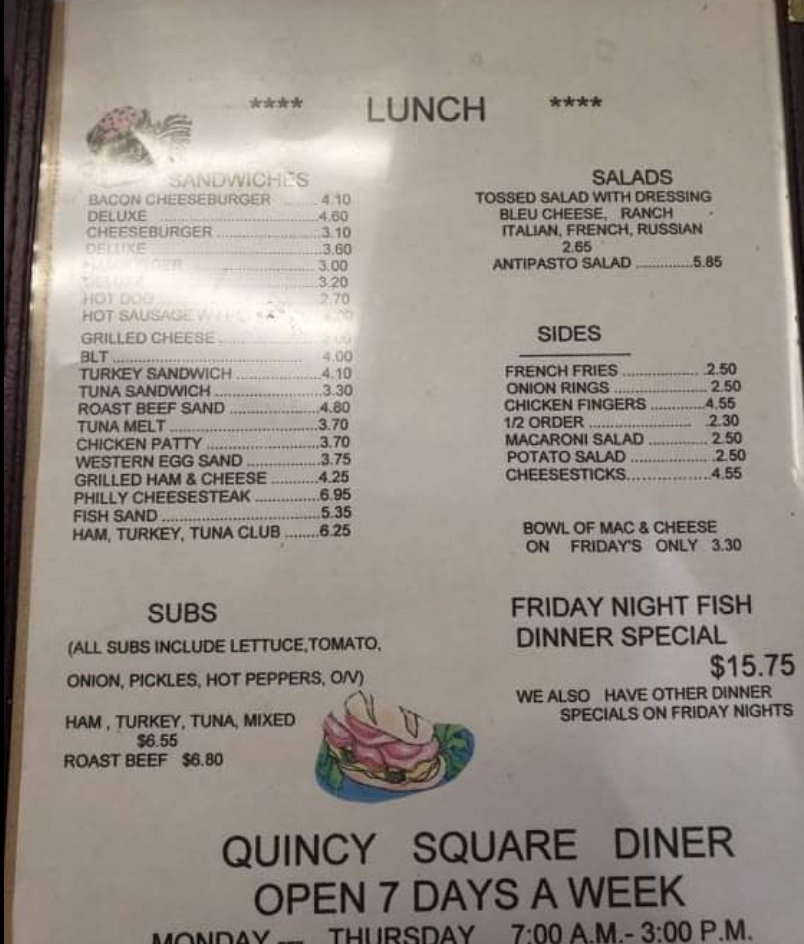 **** LUNCH ****
SANDWICHES
BACON CHEESEBURGER ........4.10
DELUXE ......................................4.60
CHEESEBURGER .........................3.10
DELUXE ......................................3.60
HAMBURGER ..........................3.00
DELUXE ......................................3.20
HOT DOG ......................................2.70
HOT SAUSAGE
GRILLED CHEESE
BLT ............................................. 4.00
TURKEY SANDWICH ....................4.10
TUNA SANDWICH .........................3.30
ROAST BEEF SAND .....................4.80
TUNA MELT ...................................3.70
CHICKEN PATTY ..........................3.70
WESTERN EGG SAND .................3.75
GRILLED HAM & CHEESE ..........4.25
PHILLY CHEESESTEAK ..............6.95
FISH SAND ....................................5.35
HAM, TURKEY, TUNA CLUB ........6.25
SUBS
(ALL SUBS INCLUDE LETTUCE,TOMATO,
ONION, PICKLES, HOT PEPPERS, O/V)
HAM , TURKEY, TUNA, MIXED
$6.55
ROAST BEEF $6.80
SALADS
TOSSED SALAD WITH DRESSING
BLEU CHEESE, RANCH
ITALIAN, FRENCH, RUSSIAN
2.65
ANTIPASTO SALAD .............5.85
SIDES
FRENCH FRIES ................. .2.50
ONION RINGS ..................... 2.50
CHICKEN FINGERS ............4.55
1/2 ORDER ....................... .2.30
MACARONI SALAD ............. 2.50
POTATO SALAD .................. .2.50
CHEESESTICKS...................4.55
BOWL OF MAC & CHEESE
ON FRIDAY'S ONLY 3.30
FRIDAY NIGHT FISH
DINNER SPECIAL
$15.75
WE ALSO HAVE OTHER DINNER
SPECIALS ON FRIDAY NIGHTS
QUINCY SQUARE DINER
OPEN 7 DAYS A WEEK
MONDAY --- THURSDAY 7:00 A.M.- 3:00 P.M.